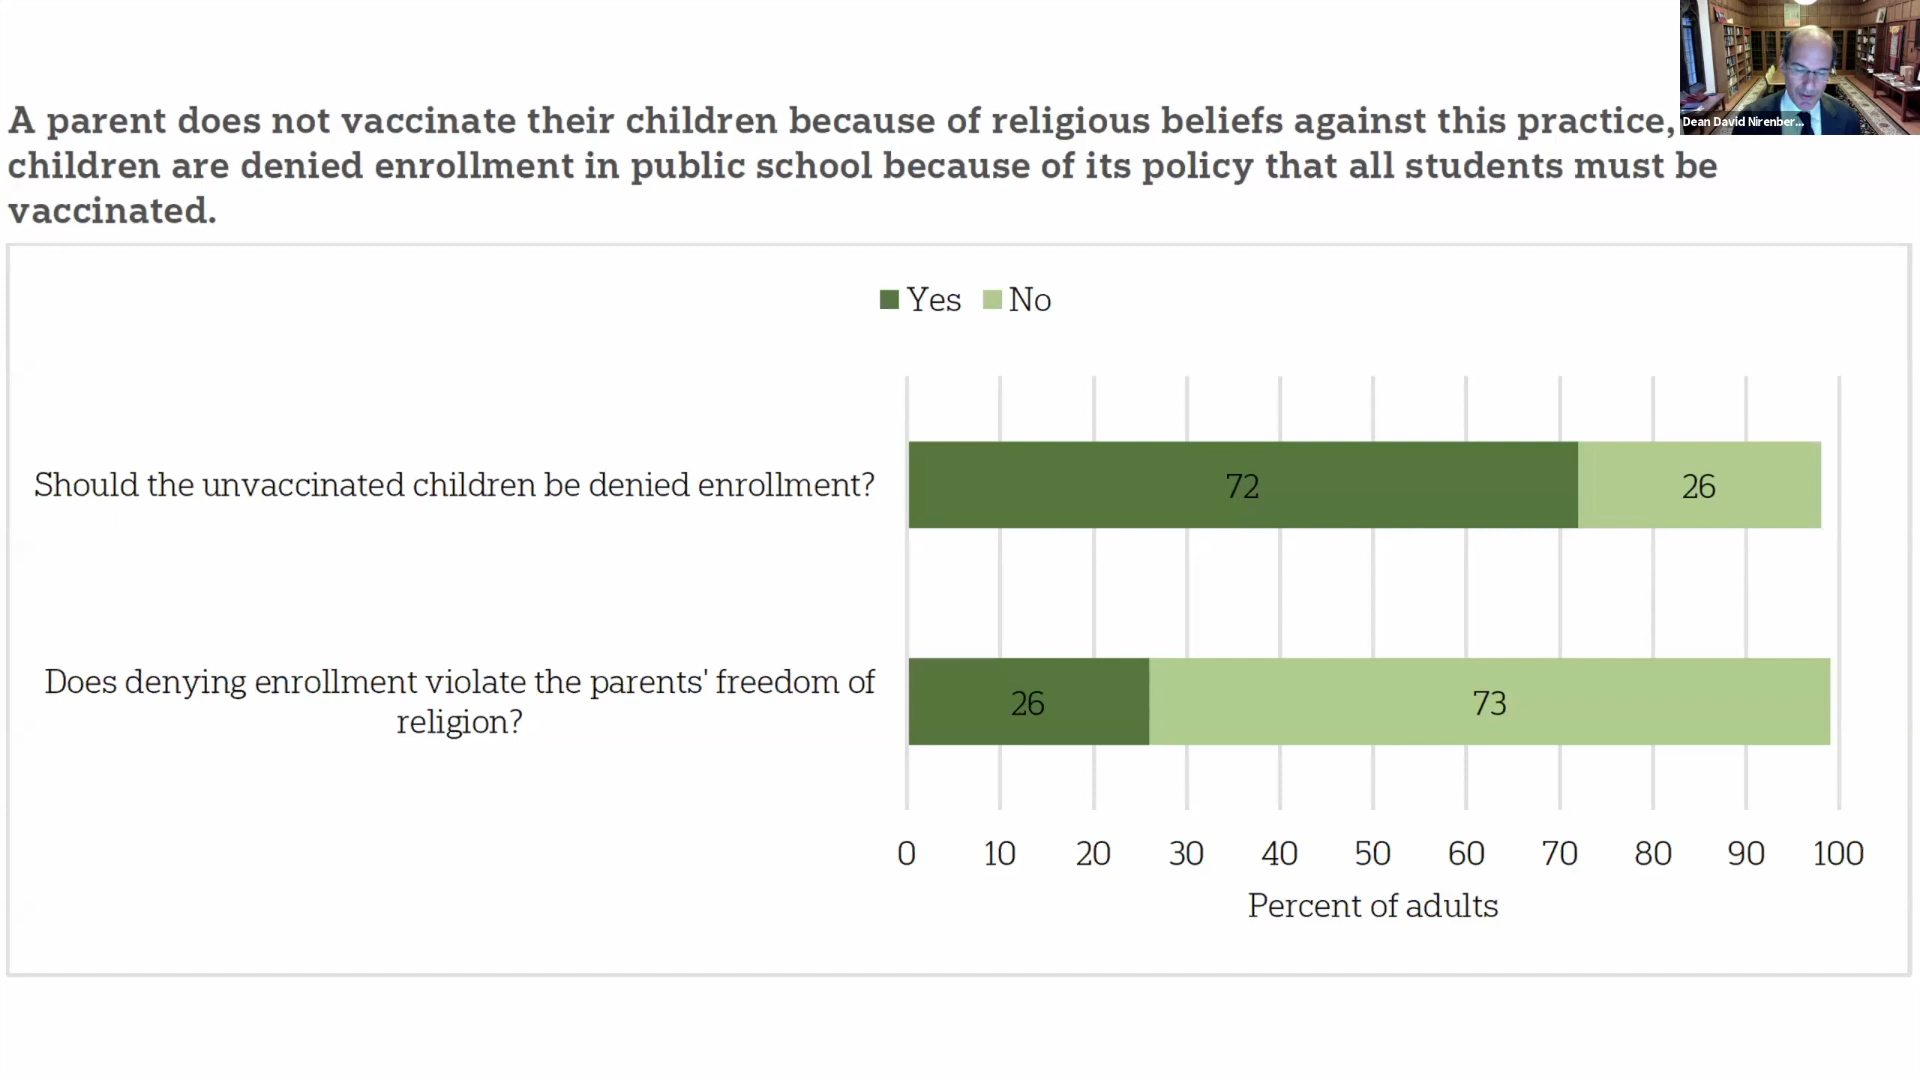 A parent does not vaccinate their children because of religious beliefs against this practice,
children are denied enrollment in public school because of its policy that all students must be
vaccinated.
Dean David Nirenber...
Yes No
Should the unvaccinated children be denied enrollment?
72 26
Does denying enrollment violate the parents' freedom of
religion?
26 73
0 10 20 30 40 50 60 70 80 90 100
Percent of adults